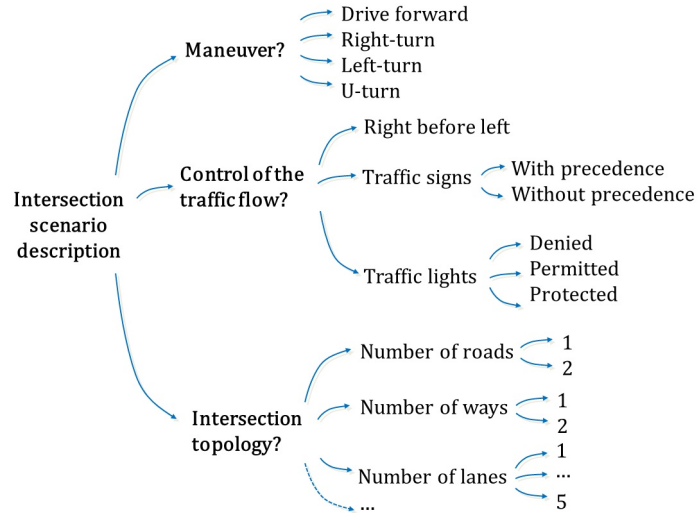 Intersection
scenario
description
Maneuver?
Drive forward
Right-turn
Left-turn
U-turn
Control of the
traffic flow?
Right before left
Traffic signs
With precedence
Without precedence
Traffic lights
Denied
Permitted
Protected
Intersection
topology?
Number of roads
1
2
Number of ways
1
2
Number of lanes
1
...
5
...